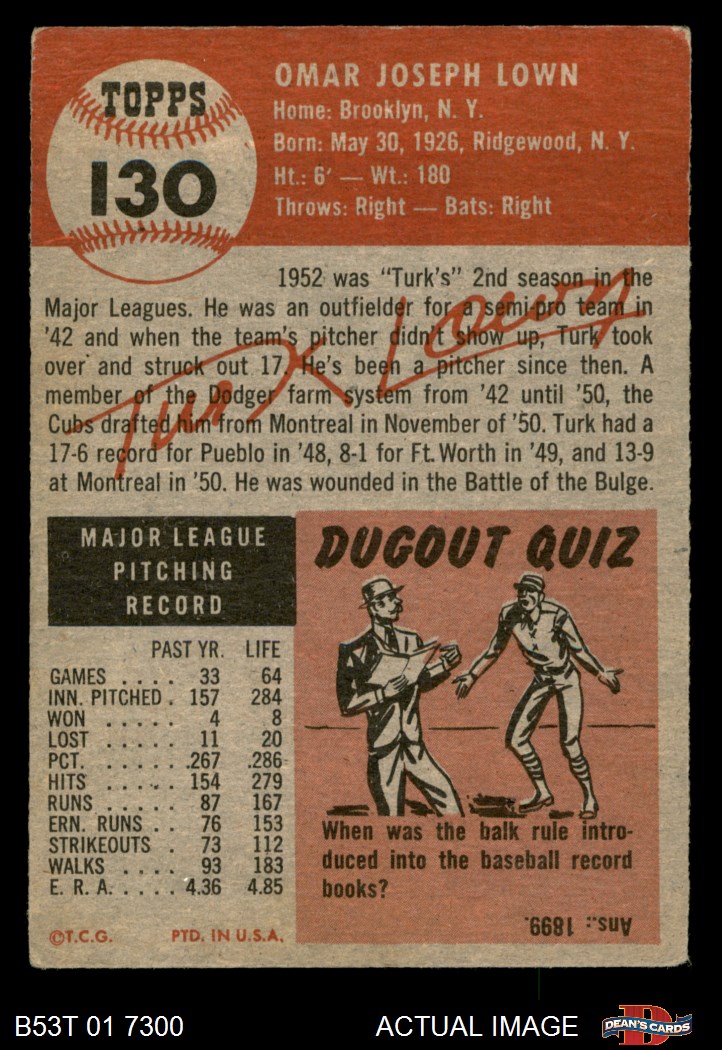 TOPPS
130
OMAR JOSEPH LOWN
Home: Brooklyn, N. Y.
Born: May 30, 1926, Ridgewood, N. Y.
Ht.: 6' — Wt.: 180
Throws: Right — Bats: Right
1952 was "Turk's" 2nd season in the
Major Leagues. He was an outfielder for a semi-pro team in
'42 and when the team's pitcher didn't show up, Turk took
over and struck out 17. He's been a pitcher since then. A
member of the Dodger farm system from '42 until '50, the
Cubs drafted him from Montreal in November of '50. Turk had a
17-6 record for Pueblo in '48, 8-1 for Ft. Worth in '49, and 13-9
at Montreal in '50. He was wounded in the Battle of the Bulge.
Turk Lown
MAJOR LEAGUE
PITCHING
RECORD
PAST YR. LIFE
GAMES . . . . 33 64
INN. PITCHED . 157 284
WON . . . . . 4 8
LOST . . . . . 11 20
PCT. . . . . . .267 .286
HITS . . . . . 154 279
RUNS . . . . . 87 167
ERN. RUNS . . 76 153
STRIKEOUTS . 73 112
WALKS . . . . 93 183
E. R. A. . . . . 4.36 4.85
©T.C.G. PTD. IN U.S.A.
DUGOUT QUIZ
When was the balk rule intro-
duced into the baseball record
books?
Ans.: 1899.
B53T 01 7300 ACTUAL IMAGE
DEAN'S CARDS